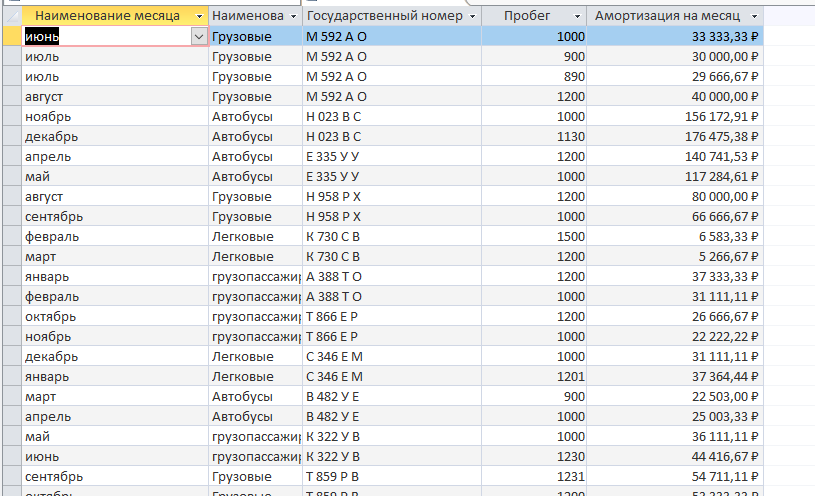 Наименование месяца Наименова Государственный номер Пробег Амортизация на месяц
июнь Грузовые М 592 А О 1000 33 333,33 ₽
июль Грузовые М 592 А О 900 30 000,00 ₽
июль Грузовые М 592 А О 890 29 666,67 ₽
август Грузовые М 592 А О 1200 40 000,00 ₽
ноябрь Автобусы Н 023 В С 1000 156 172,91 ₽
декабрь Автобусы Н 023 В С 1130 176 475,38 ₽
апрель Автобусы Е 335 У У 1200 140 741,53 ₽
май Автобусы Е 335 У У 1000 117 284,61 ₽
август Грузовые Н 958 Р Х 1200 80 000,00 ₽
сентябрь Грузовые Н 958 Р Х 1000 66 666,67 ₽
февраль Легковые К 730 С В 1500 6 583,33 ₽
март Легковые К 730 С В 1200 5 266,67 ₽
январь грузопассажир А 388 Т О 1200 37 333,33 ₽
февраль грузопассажир А 388 Т О 1000 31 111,11 ₽
октябрь грузопассажир Т 866 Е Р 1200 26 666,67 ₽
ноябрь грузопассажир Т 866 Е Р 1000 22 222,22 ₽
декабрь Легковые С 346 Е М 1000 31 111,11 ₽
январь Легковые С 346 Е М 1201 37 364,44 ₽
март Автобусы В 482 У Е 900 22 503,00 ₽
апрель Автобусы В 482 У Е 1000 25 003,33 ₽
май грузопассажир К 322 У В 1000 36 111,11 ₽
июнь грузопассажир К 322 У В 1230 44 416,67 ₽
сентябрь Грузовые Т 859 Р В 1231 54 711,11 ₽
октябрь Грузовые Т 859 Р В 1200